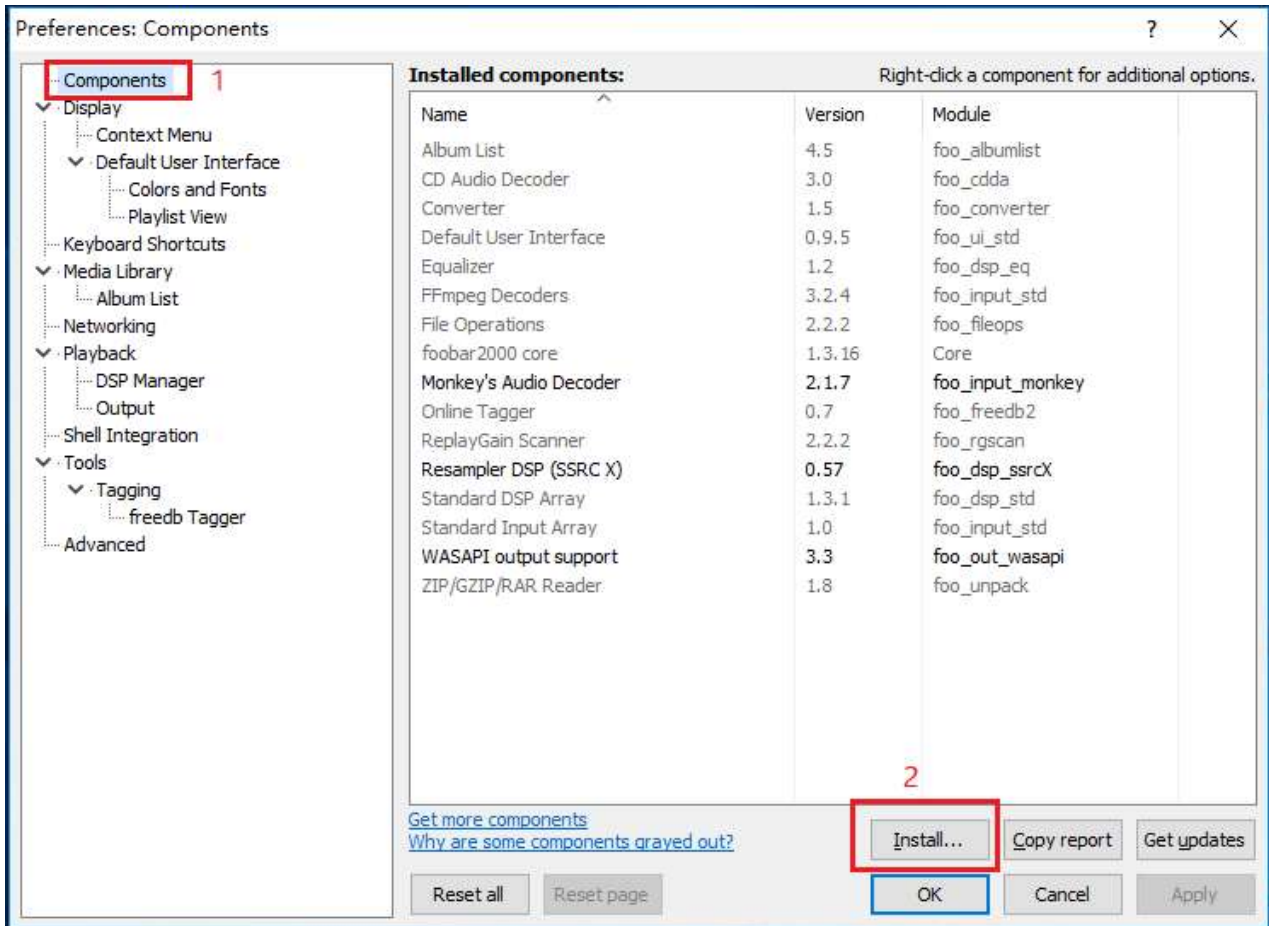 Preferences: Components
?
Components
1
Display
Context Menu
Default User Interface
Colors and Fonts
Playlist View
Keyboard Shortcuts
Media Library
Album List
Networking
Playback
DSP Manager
Output
Shell Integration
Tools
Tagging
freedb Tagger
Advanced
Installed components: Right-click a component for additional options.
Name Version Module
Album List 4.5 foo_albumlist
CD Audio Decoder 3.0 foo_cdda
Converter 1.5 foo_converter
Default User Interface 0.9.5 foo_ui_std
Equalizer 1.2 foo_dsp_eq
FFmpeg Decoders 3.2.4 foo_input_std
File Operations 2.2.2 foo_fileops
foobar2000 core 1.3.16 Core
Monkey's Audio Decoder 2.1.7 foo_input_monkey
Online Tagger 0.7 foo_freedb2
ReplayGain Scanner 2.2.2 foo_rgscan
Resampler DSP (SSRC X) 0.57 foo_dsp_ssrcX
Standard DSP Array 1.3.1 foo_dsp_std
Standard Input Array 1.0 foo_input_std
WASAPI output support 3.3 foo_out_wasapi
ZIP/GZIP/RAR Reader 1.8 foo_unpack
2
Get more components
Why are some components grayed out?
Install... Copy report Get updates
Reset all Reset page OK Cancel Apply